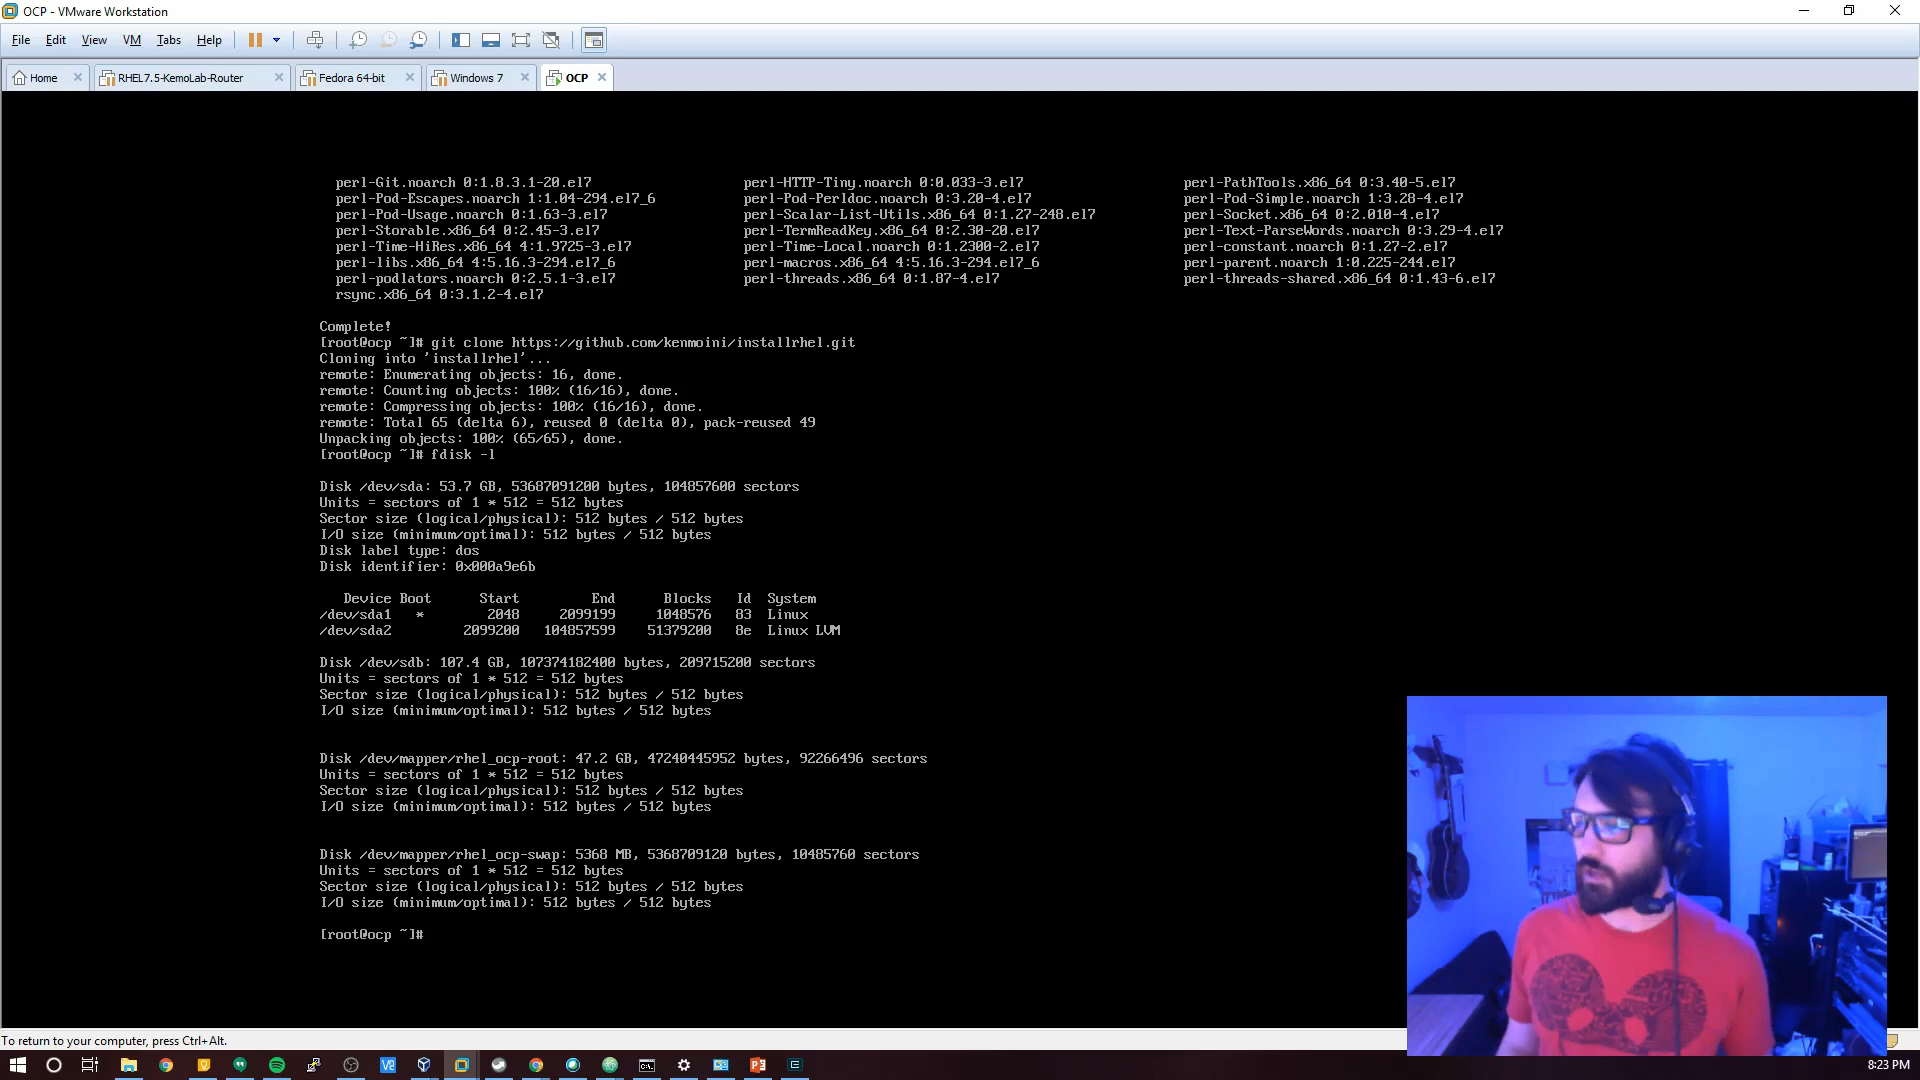 OCP - VMware Workstation
File Edit View VM Tabs Help
Home RHEL7.5-KemoLab-Router Fedora 64-bit Windows 7 OCP
perl-Git.noarch 0:1.8.3.1-20.el7 perl-HTTP-Tiny.noarch 0:0.033-3.el7 perl-PathTools.x86_64 0:3.40-5.el7
perl-Pod-Escapes.noarch 1:1.04-294.el7_6 perl-Pod-Perldoc.noarch 0:3.20-4.el7 perl-Pod-Simple.noarch 1:3.28-4.el7
perl-Pod-Usage.noarch 0:1.63-3.el7 perl-Scalar-List-Utils.x86_64 0:1.27-248.el7 perl-Socket.x86_64 0:2.010-4.el7
perl-Storable.x86_64 0:2.45-3.el7 perl-TermReadKey.x86_64 0:2.30-20.el7 perl-Text-ParseWords.noarch 0:3.29-4.el7
perl-Time-HiRes.x86_64 4:1.9725-3.el7 perl-Time-Local.noarch 0:1.2300-2.el7 perl-constant.noarch 0:1.27-2.el7
perl-libs.x86_64 4:5.16.3-294.el7_6 perl-macros.x86_64 4:5.16.3-294.el7_6 perl-parent.noarch 1:0.225-244.el7
perl-podlators.noarch 0:2.5.1-3.el7 perl-threads.x86_64 0:1.87-4.el7 perl-threads-shared.x86_64 0:1.43-6.el7
rsync.x86_64 0:3.1.2-4.el7
Complete!
[root@ocp ~]# git clone https://github.com/kenmoini/installrhel.git
Cloning into 'installrhel'...
remote: Enumerating objects: 16, done.
remote: Counting objects: 100% (16/16), done.
remote: Compressing objects: 100% (16/16), done.
remote: Total 65 (delta 6), reused 0 (delta 0), pack-reused 49
Unpacking objects: 100% (65/65), done.
[root@ocp ~]# fdisk -l
Disk /dev/sda: 53.7 GB, 53687091200 bytes, 104857600 sectors
Units = sectors of 1 * 512 = 512 bytes
Sector size (logical/physical): 512 bytes / 512 bytes
I/O size (minimum/optimal): 512 bytes / 512 bytes
Disk label type: dos
Disk identifier: 0x000a9e6b
Device Boot Start End Blocks Id System
/dev/sda1 * 2048 2099199 1048576 83 Linux
/dev/sda2 2099200 104857599 51379200 8e Linux LVM
Disk /dev/sdb: 107.4 GB, 107374182400 bytes, 209715200 sectors
Units = sectors of 1 * 512 = 512 bytes
Sector size (logical/physical): 512 bytes / 512 bytes
I/O size (minimum/optimal): 512 bytes / 512 bytes
Disk /dev/mapper/rhel_ocp-root: 47.2 GB, 47240445952 bytes, 92266496 sectors
Units = sectors of 1 * 512 = 512 bytes
Sector size (logical/physical): 512 bytes / 512 bytes
I/O size (minimum/optimal): 512 bytes / 512 bytes
Disk /dev/mapper/rhel_ocp-swap: 5368 MB, 5368709120 bytes, 10485760 sectors
Units = sectors of 1 * 512 = 512 bytes
Sector size (logical/physical): 512 bytes / 512 bytes
I/O size (minimum/optimal): 512 bytes / 512 bytes
[root@ocp ~]#
To return to your computer, press Ctrl+Alt.
8:23 PM